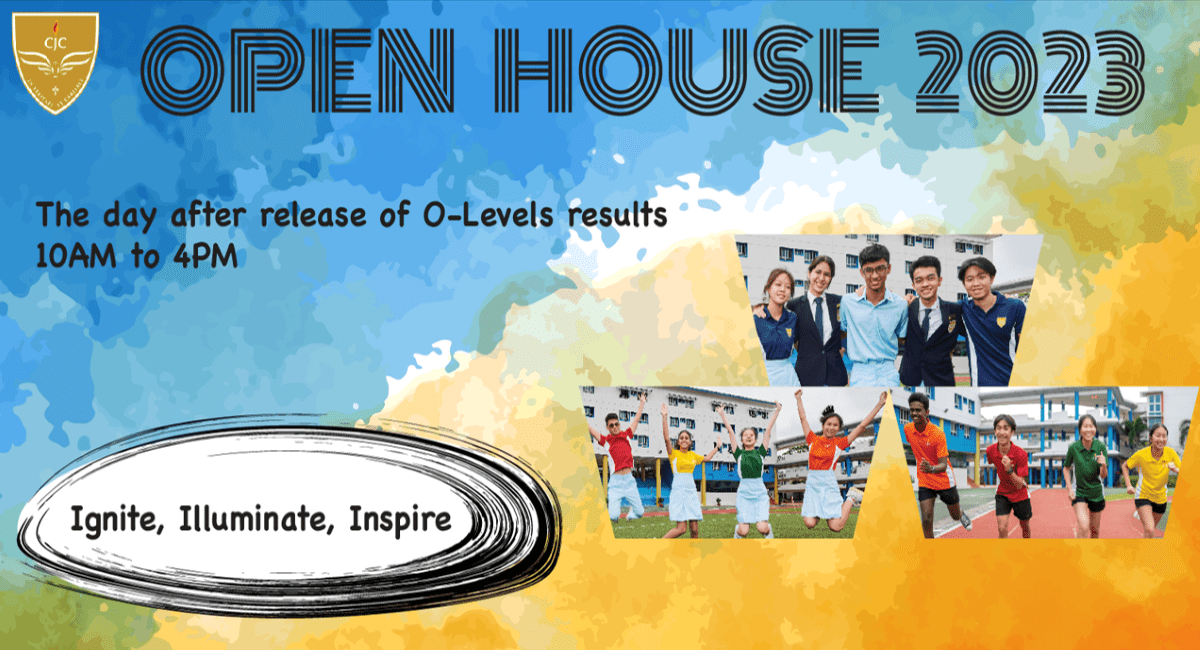 CJC
OPEN HOUSE 2023
The day after release of O-Levels results
10AM to 4PM
Ignite, Illuminate, Inspire